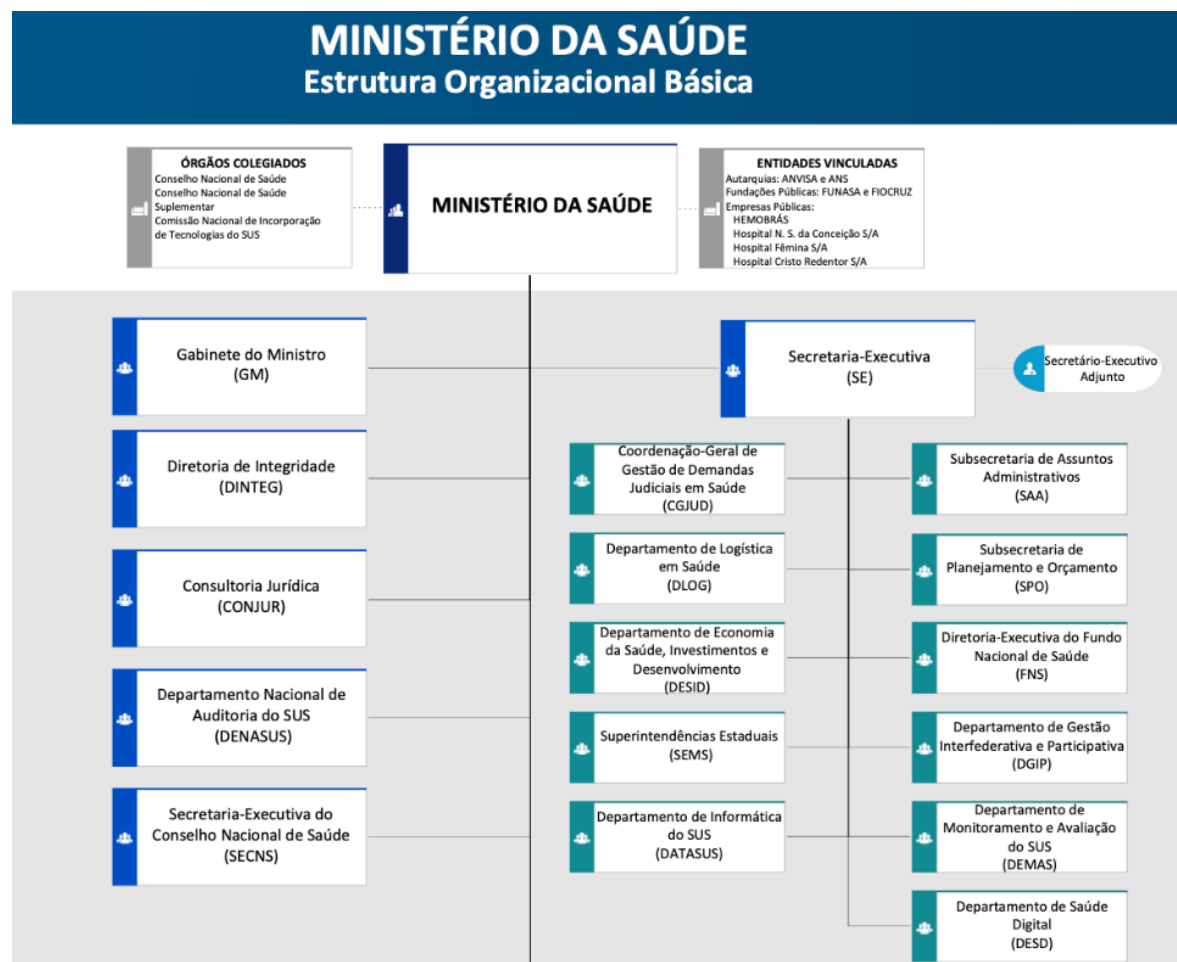 MINISTÉRIO DA SAÚDE
Estrutura Organizacional Básica
ÓRGÃOS COLEGIADOS
Conselho Nacional de Saúde
Conselho Nacional de Saúde
Suplementar
Comissão Nacional de Incorporação
de Tecnologias do SUS
MINISTÉRIO DA SAÚDE
ENTIDADES VINCULADAS
Autarquias: ANVISA e ANS
Fundações Públicas: FUNASA e FIOCRUZ
Empresas Públicas:
HEMOBRÁS
Hospital N. S. da Conceição S/A
Hospital Fêmina S/A
Hospital Cristo Redentor S/A
Gabinete do Ministro
(GM)
Secretaria-Executiva
(SE)
Secretário-Executivo
Adjunto
Diretoria de Integridade
(DINTEG)
Consultoria Jurídica
(CONJUR)
Departamento Nacional de
Auditoria do SUS
(DENASUS)
Secretaria-Executiva do
Conselho Nacional de Saúde
(SECNS)
Coordenação-Geral de
Gestão de Demandas
Judiciais em Saúde
(CGJUD)
Departamento de Logística
em Saúde
(DLOG)
Departamento de Economia
da Saúde, Investimentos e
Desenvolvimento
(DESID)
Superintendências Estaduais
(SEMS)
Departamento de Informática
do SUS
(DATASUS)
Subsecretaria de Assuntos
Administrativos
(SAA)
Subsecretaria de
Planejamento e Orçamento
(SPO)
Diretoria-Executiva do Fundo
Nacional de Saúde
(FNS)
Departamento de Gestão
Interfederativa e Participativa
(DGIP)
Departamento de
Monitoramento e Avaliação
do SUS
(DEMAS)
Departamento de Saúde
Digital
(DESD)